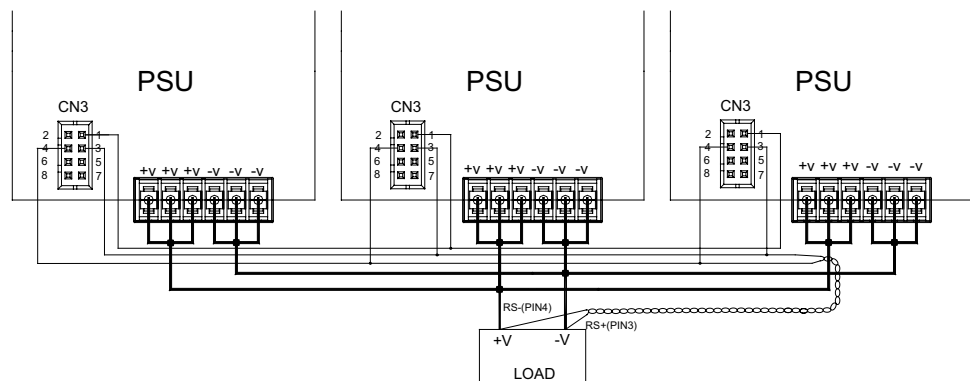 PSU PSU PSU
CN3 CN3 CN3
2 1 2 1 2 1
4 3 4 3 4 3
6 5 6 5 6 5
8 7 8 7 8 7
+V +V +V -V -V -V +V +V +V -V -V -V +V +V +V -V -V -V
RS-(PIN4)
RS+(PIN3)
+V -V
LOAD